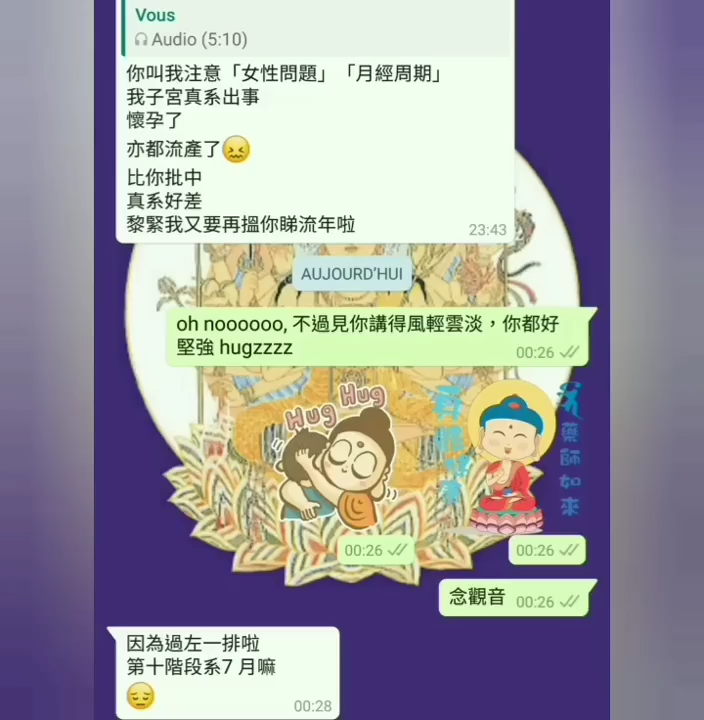 Vous
Audio (5:10)
你叫我注意「女性問題」「月經周期」
我子宮真系出事
懷孕了
亦都流產了
比你批中
真系好差
黎緊我又要再搵你睇流年啦
23:43
AUJOURD'HUI
oh noooooo, 不過見你講得風輕雲淡，你都好
堅強 hugzzzz
00:26
Hug Hug
藥師如來
00:26
00:26
念觀音
00:26
因為過左一排啦
第十階段系7 月嘛
00:28